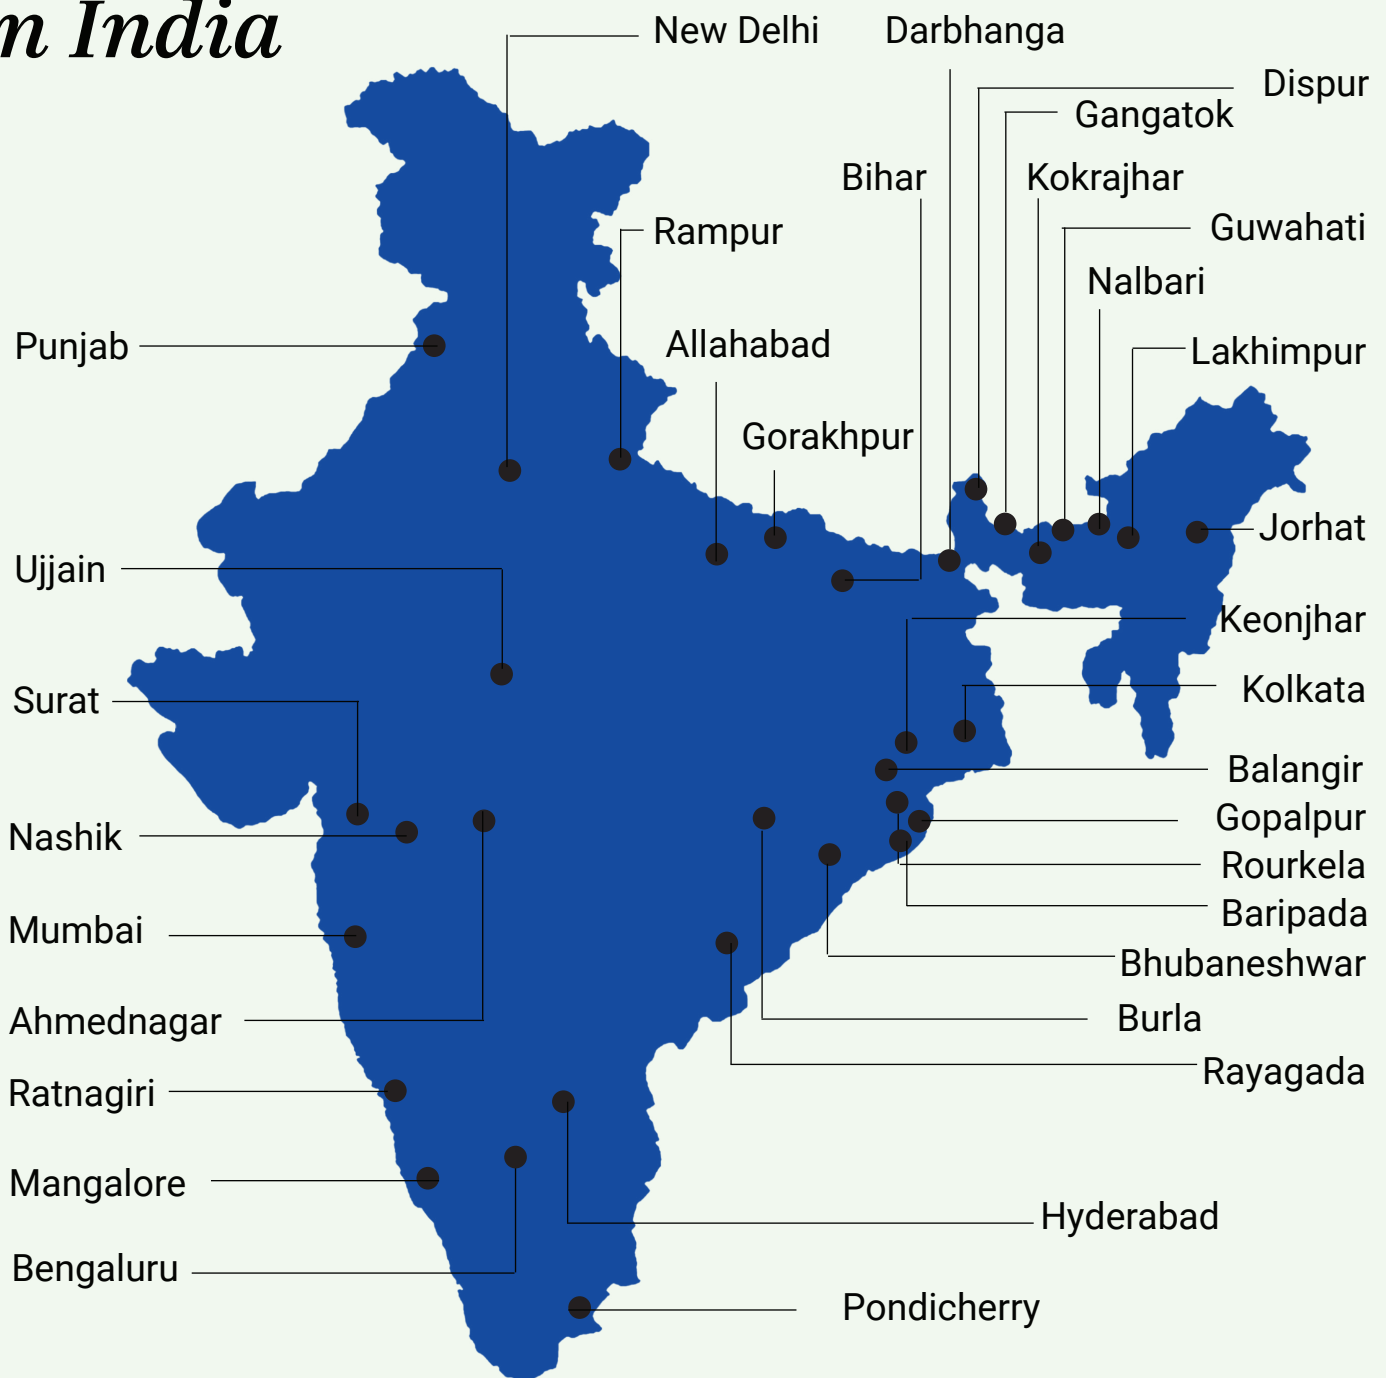 n India
New Delhi
Darbhanga
Dispur
Gangatok
Bihar
Kokrajhar
Guwahati
Rampur
Nalbari
Punjab
Allahabad
Lakhimpur
Gorakhpur
Jorhat
Ujjain
Keonjhar
Surat
Kolkata
Balangir
Nashik
Gopalpur
Rourkela
Mumbai
Baripada
Bhubaneshwar
Ahmednagar
Burla
Ratnagiri
Rayagada
Mangalore
Hyderabad
Bengaluru
Pondicherry